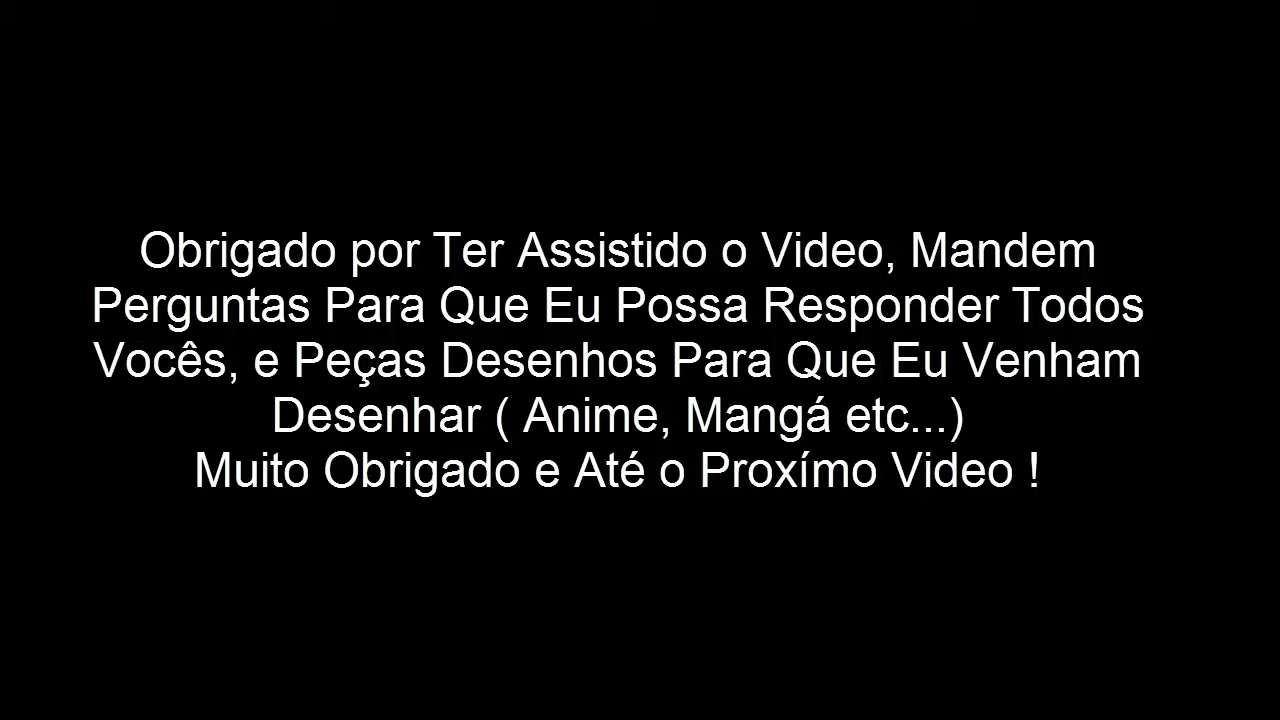 Obrigado por Ter Assistido o Video, Mandem
Perguntas Para Que Eu Possa Responder Todos
Vocês, e Peças Desenhos Para Que Eu Venham
Desenhar ( Anime, Mangá etc...)
Muito Obrigado e Até o Proxímo Video !